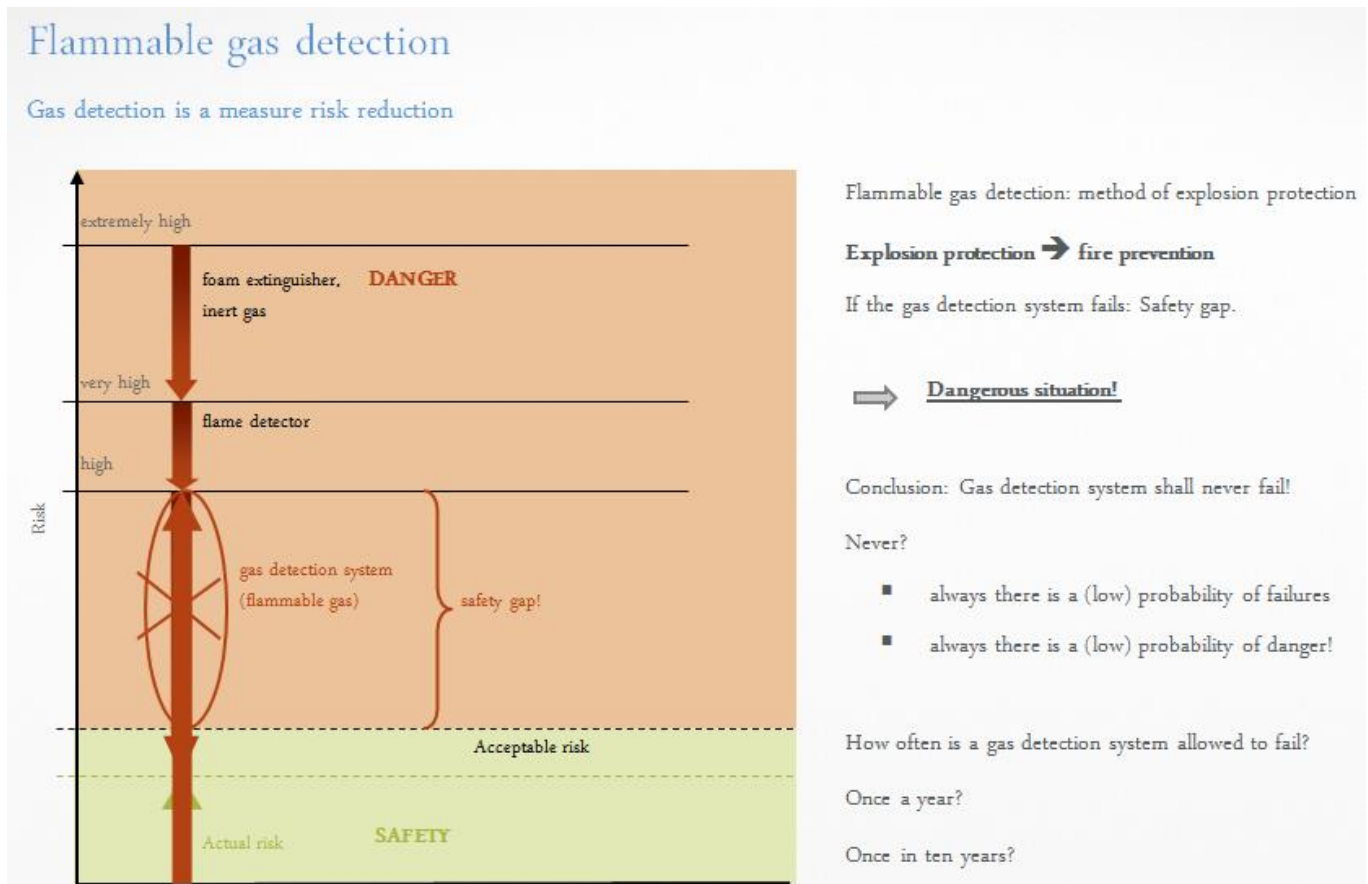 Flammable gas detection
Gas detection is a measure risk reduction
extremely high
foam extinguisher,
DANGER
inert gas
very high
flame detector
high
Risk
gas detection system
(flammable gas)
safety gap!
Acceptable risk
Actual risk
SAFETY
Flammable gas detection: method of explosion protection
Explosion protection ➔ fire prevention
If the gas detection system fails: Safety gap.
Dangerous situation!
Conclusion: Gas detection system shall never fail!
Never?
▪ always there is a (low) probability of failures
▪ always there is a (low) probability of danger!
How often is a gas detection system allowed to fail?
Once a year?
Once in ten years?